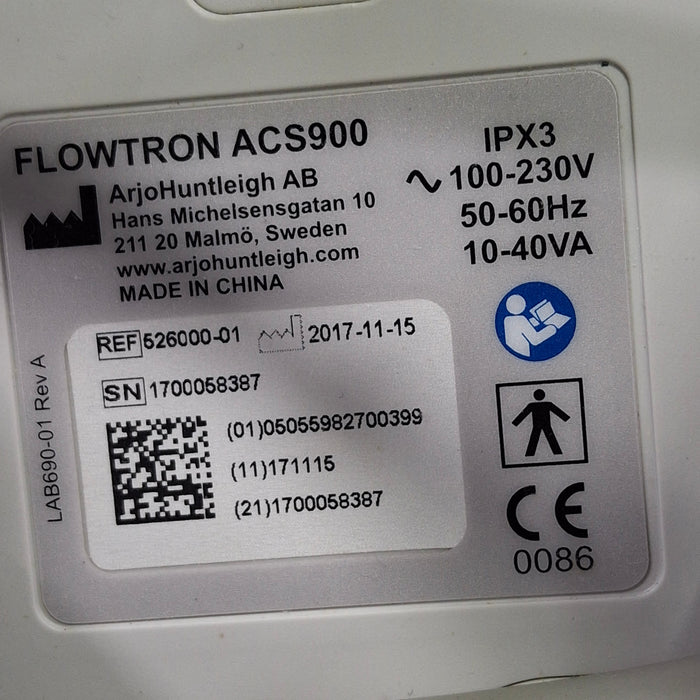 FLOWTRON ACS900
ArjoHuntleigh AB
Hans Michelsensgatan 10
211 20 Malmö, Sweden
www.arjohuntleigh.com
MADE IN CHINA
IPX3
100-230V
50-60Hz
10-40VA
REF 526000-01 2017-11-15
SN 1700058387
(01)05055982700399
(11)171115
(21)1700058387
LAB690-01 Rev A
CE
0086